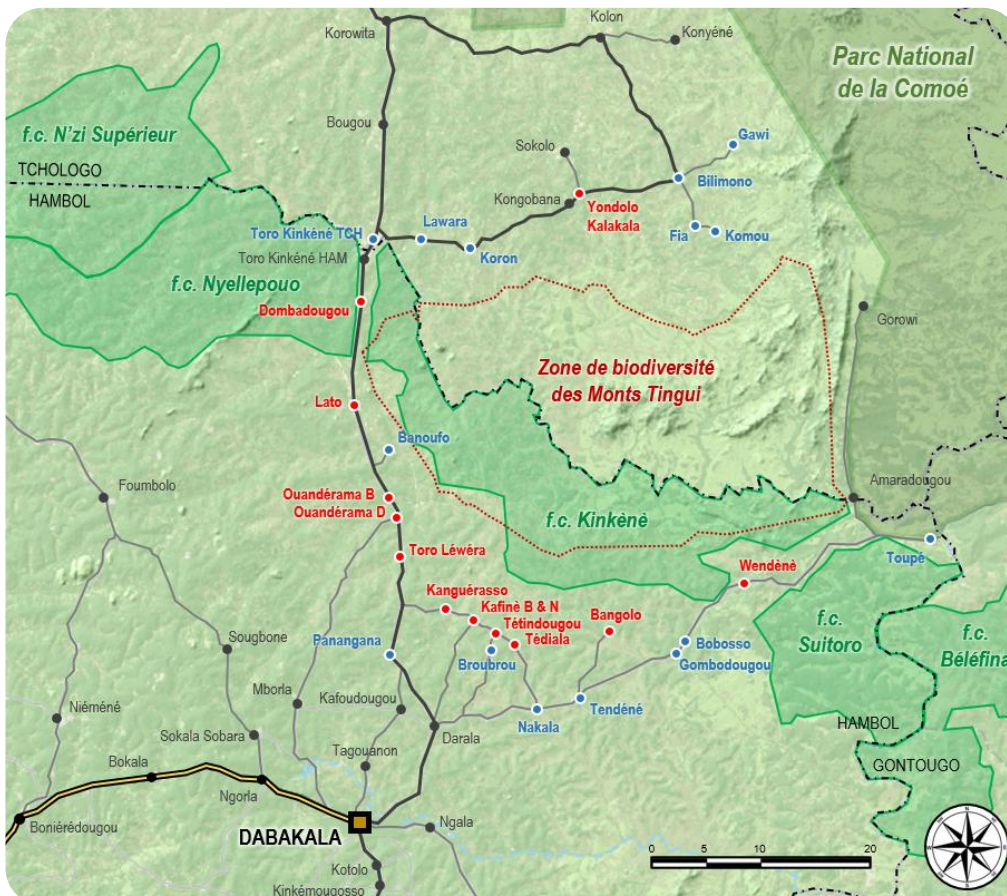 Korowita
Kolon
Konyéné
Parc National
de la Comoé
Bougou
f.c. N'zi Supérieur
Sokolo
Gawi
TCHOLOGO
HAMBOL
Bilimono
Kongobana
Yondolo
Kalakala
Lawara
Toro Kinkéné TCH
Fia
Komou
Koron
Toro Kinkéné HAM
f.c. Nyellepouo
Dombadougou
Gorowi
Zone de biodiversité
des Monts Tingui
Lato
Banoufo
Foumbolo
Amaradougou
Ouandérama B
Ouandérama D
f.c. Kinkènè
Toupé
Toro Léwéra
Wendènè
Kanguérasso
Kafinè B & N
Tétindougou
Tédiala
Bangolo
f.c.
Suitoro
f.c.
Béléfina
Sougbone
Panangana
Broubrou
Bobosso
Gombodougou
Mborla
Kafoudougou
Niéméné
Nakala
Tendéné
HAMBOL
Sokala Sobara
Darala
GONTOUGO
Bokala
Tagouanon
Ngorla
Boniérédougou
DABAKALA
Ngala
0
5
10
20
Kotolo
Kinkémougosso